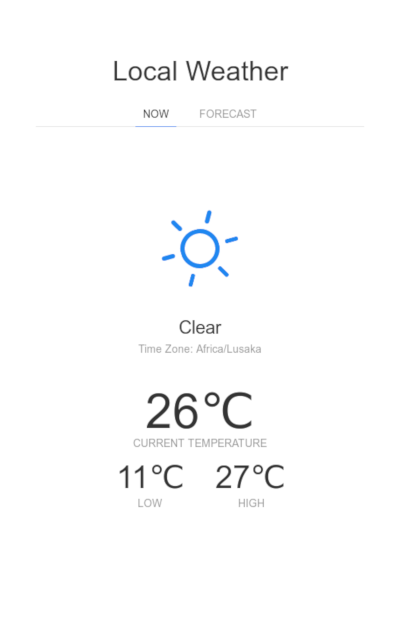 Local Weather
NOW FORECAST
Clear
Time Zone: Africa/Lusaka
26°C
CURRENT TEMPERATURE
11°C 27°C
LOW HIGH